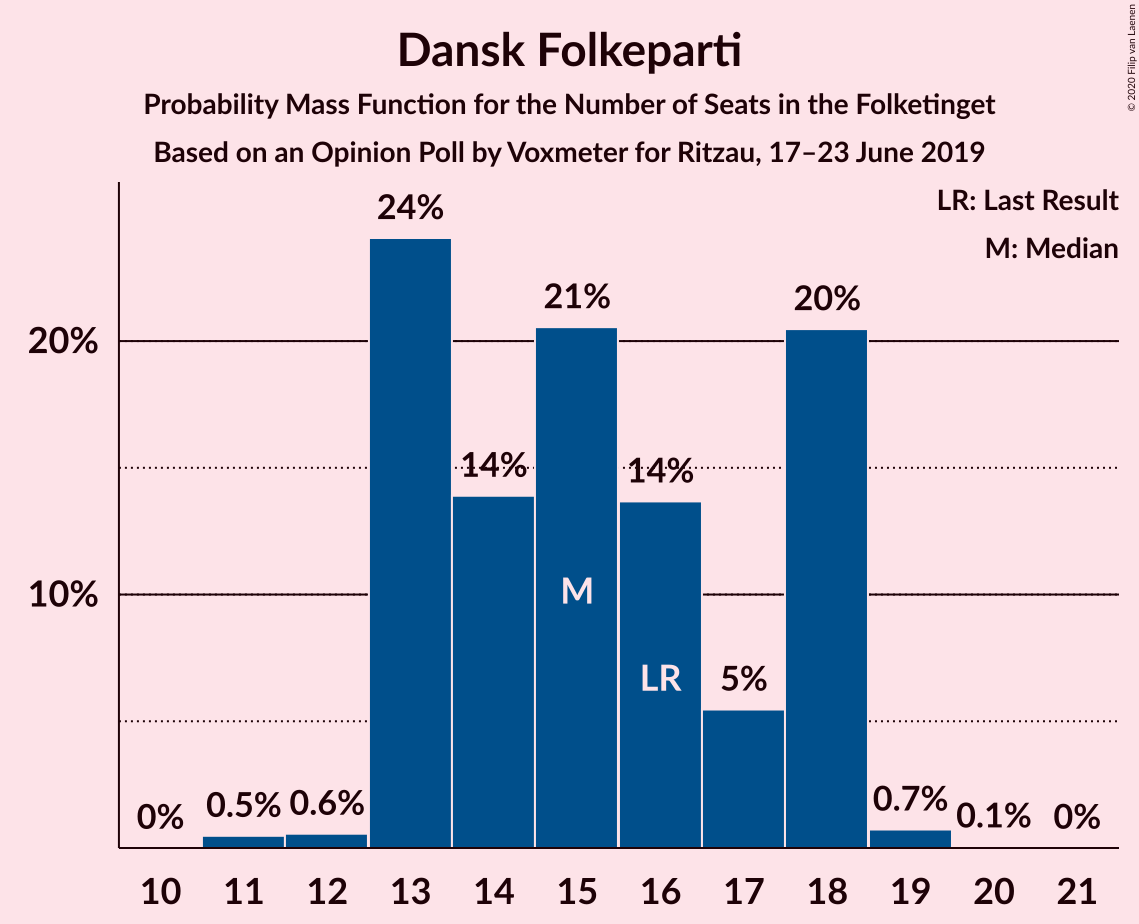 Dansk Folkeparti
Probability Mass Function for the Number of Seats in the Folketinget
Based on an Opinion Poll by Voxmeter for Ritzau, 17–23 June 2019
© 2020 Filip van Laenen
LR: Last Result
M: Median
20%
10%
0%
0.5%
0.6%
24%
14%
21%
14%
5%
20%
0.7%
0.1%
0%
M
LR
10 11 12 13 14 15 16 17 18 19 20 21